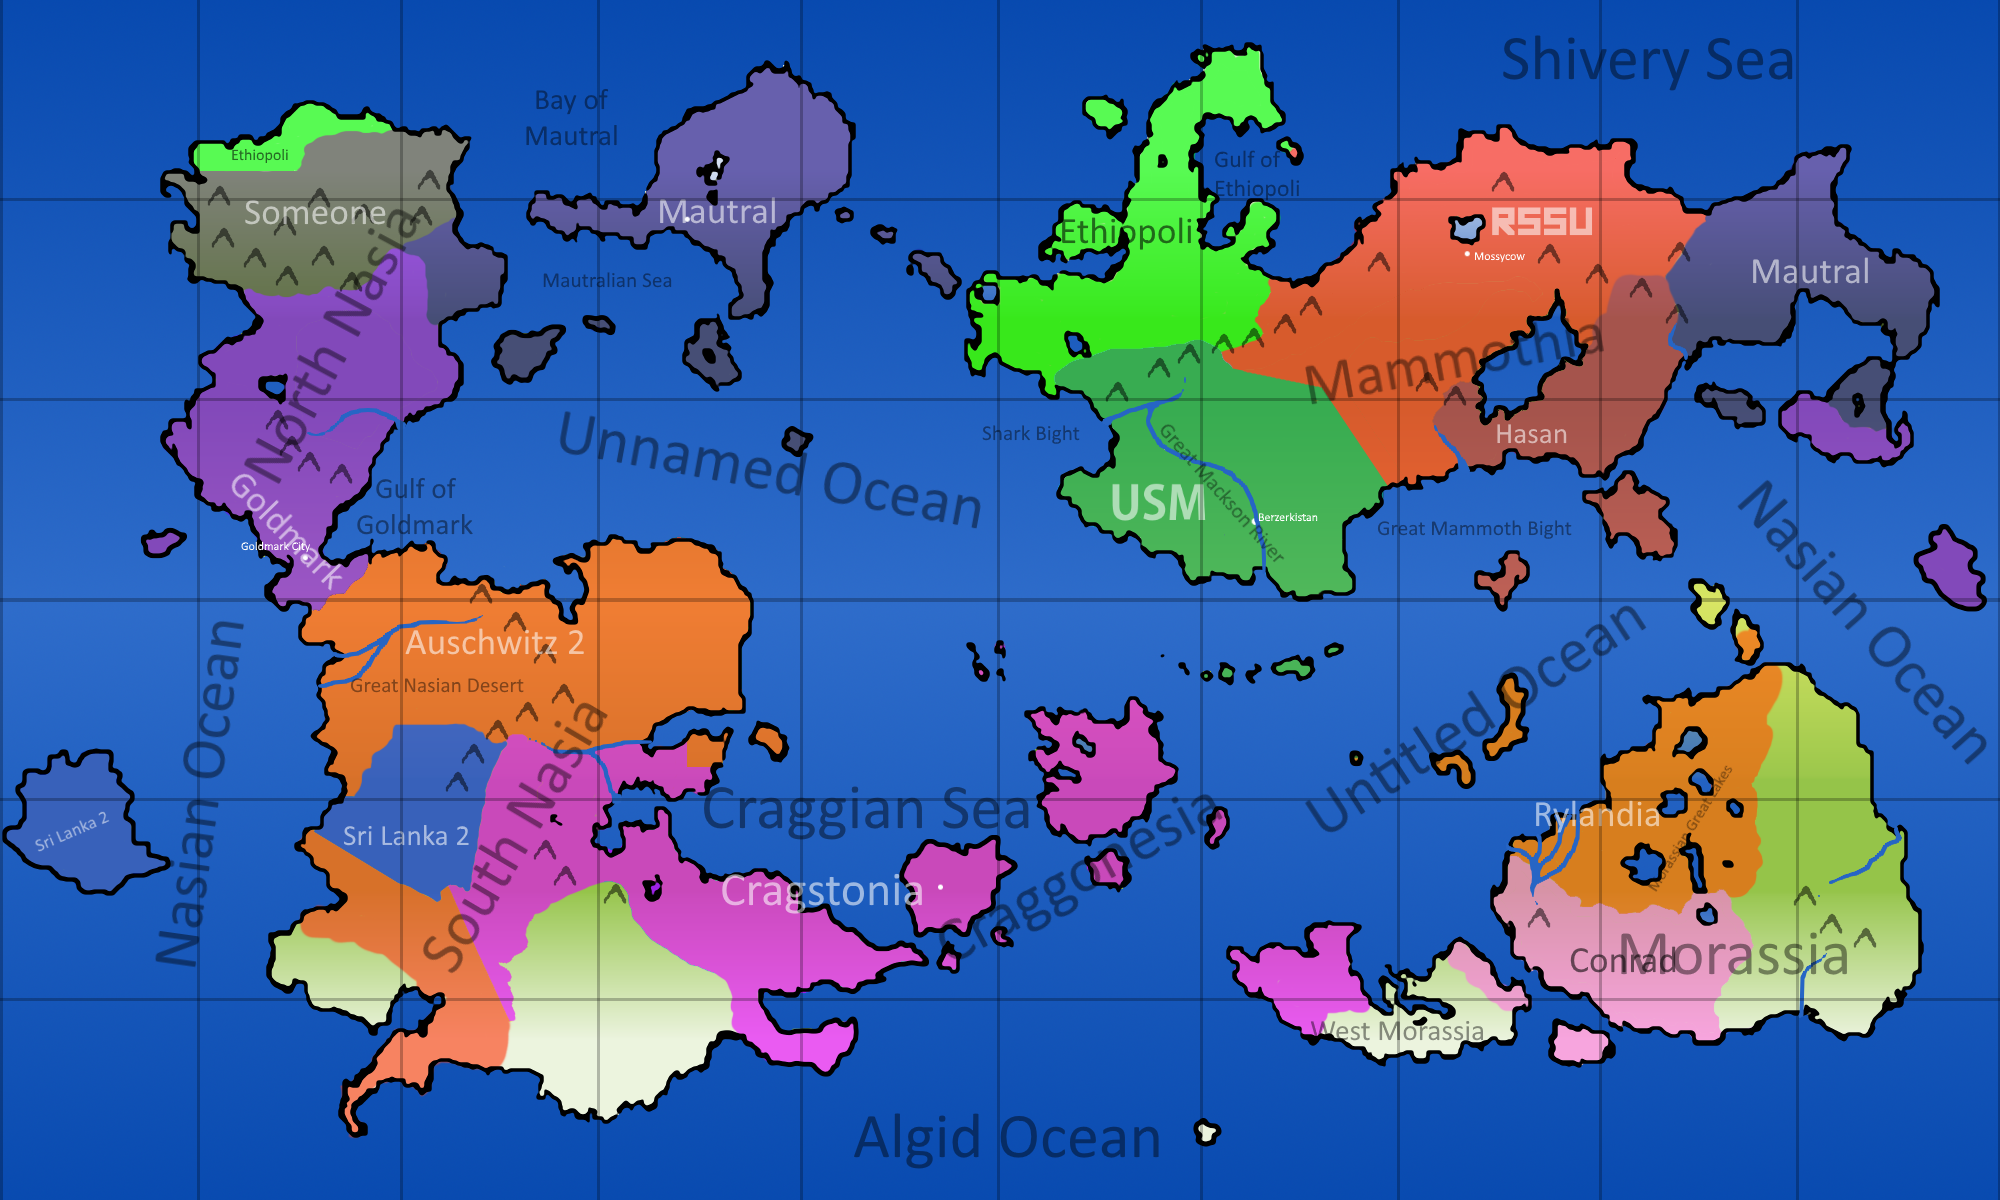 Shivery Sea
Bay of
Mautral
Ethiopoli
Gulf of
Ethiopoli
Someone
Mautral
Ethiopoli
RSSU
Mossycow
Mautral
Mautralian Sea
North Nasia
Mammothia
Unnamed Ocean
Shark Bight
Hasan
Great Mackson River
USM
Berzerkistan
Great Mammoth Bight
Goldmark
Gulf of
Goldmark
Goldmark City
Nasian Ocean
Auschwitz 2
Great Nasian Desert
Nasian Ocean
Untitled Ocean
South Nasia
Sri Lanka 2
Sri Lanka 2
Craggian Sea
Rylandia
Morassian Great Lakes
Cragstonia
Craggonesia
Conrad
Morassia
West Morassia
Algid Ocean